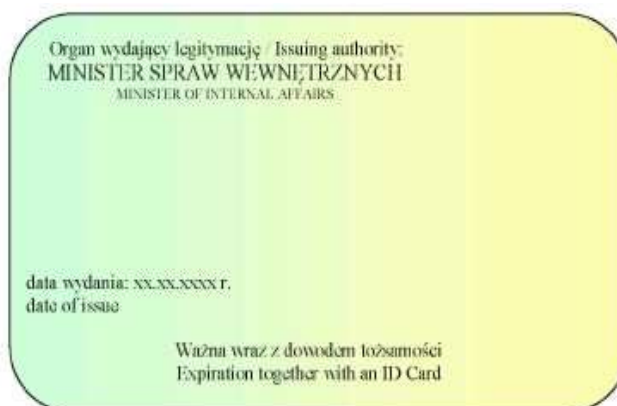 Organ wydający legitymację / Issuing authority:
MINISTER SPRAW WEWNĘTRZNYCH
MINISTER OF INTERNAL AFFAIRS
data wydania: xx.xx.xxxx r.
date of issue
Ważna wraz z dowodem tożsamości
Expiration together with an ID Card